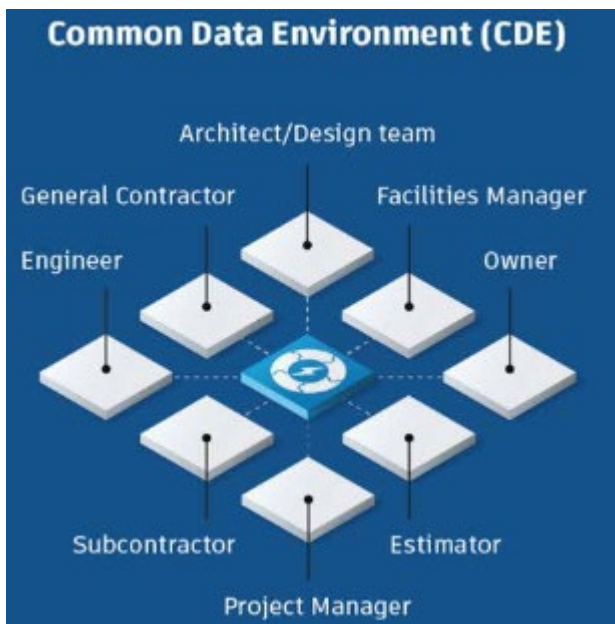 Common Data Environment (CDE)
Architect/Design team
General Contractor
Facilities Manager
Engineer
Owner
Subcontractor
Estimator
Project Manager